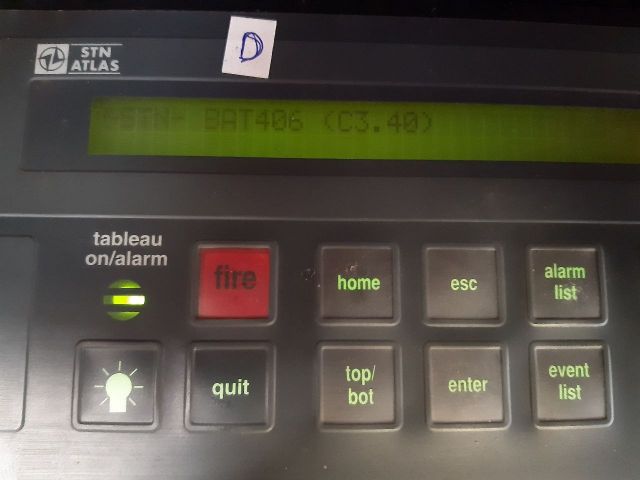 D
STN
ATLAS
-STN- BAT406 (C3.40)
tableau
on/alarm
fire
home
esc
alarm
list
quit
top/
bot
enter
event
list